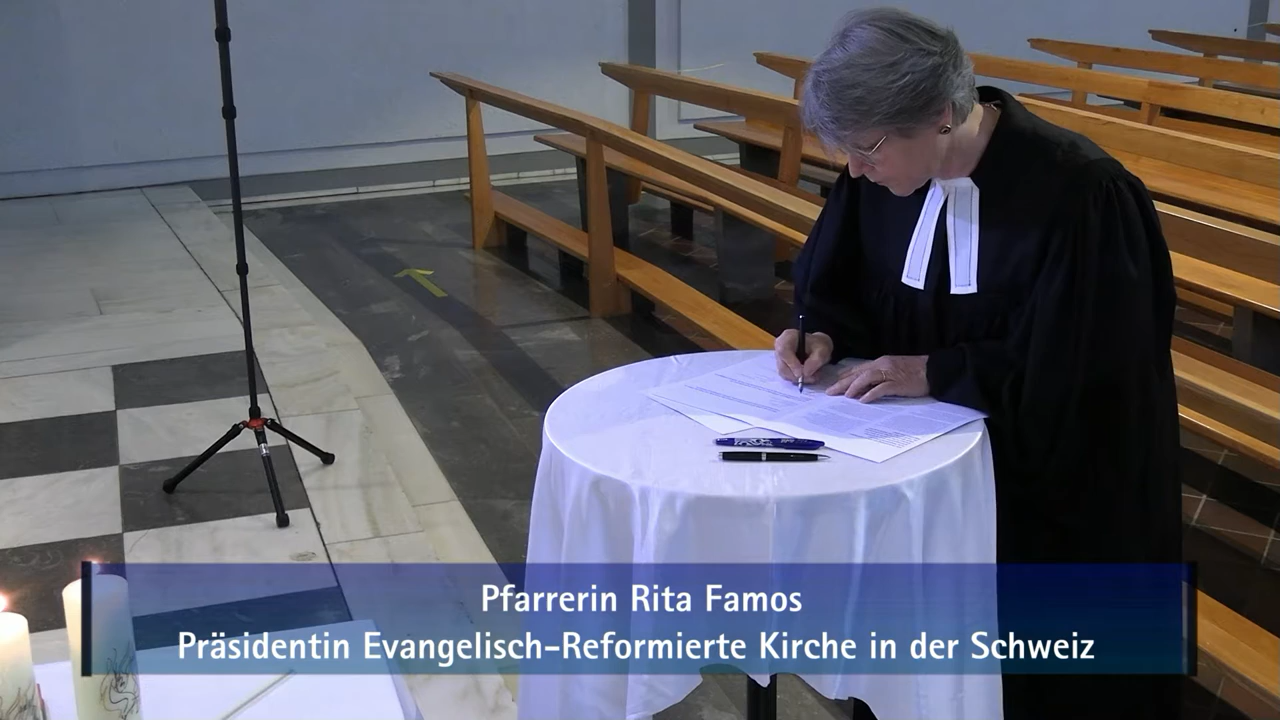 Pfarrerin Rita Famos
Präsidentin Evangelisch-Reformierte Kirche in der Schweiz